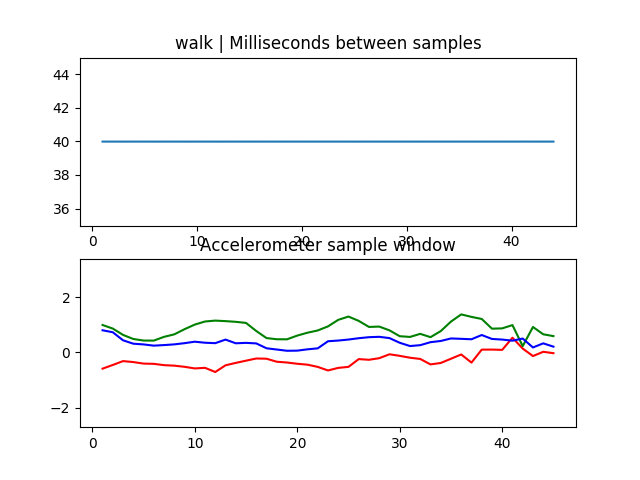 walk | Milliseconds between samples
44
42
40
38
36
0 10 20 30 40
Accelerometer sample window
2
0
−2
0 10 20 30 40